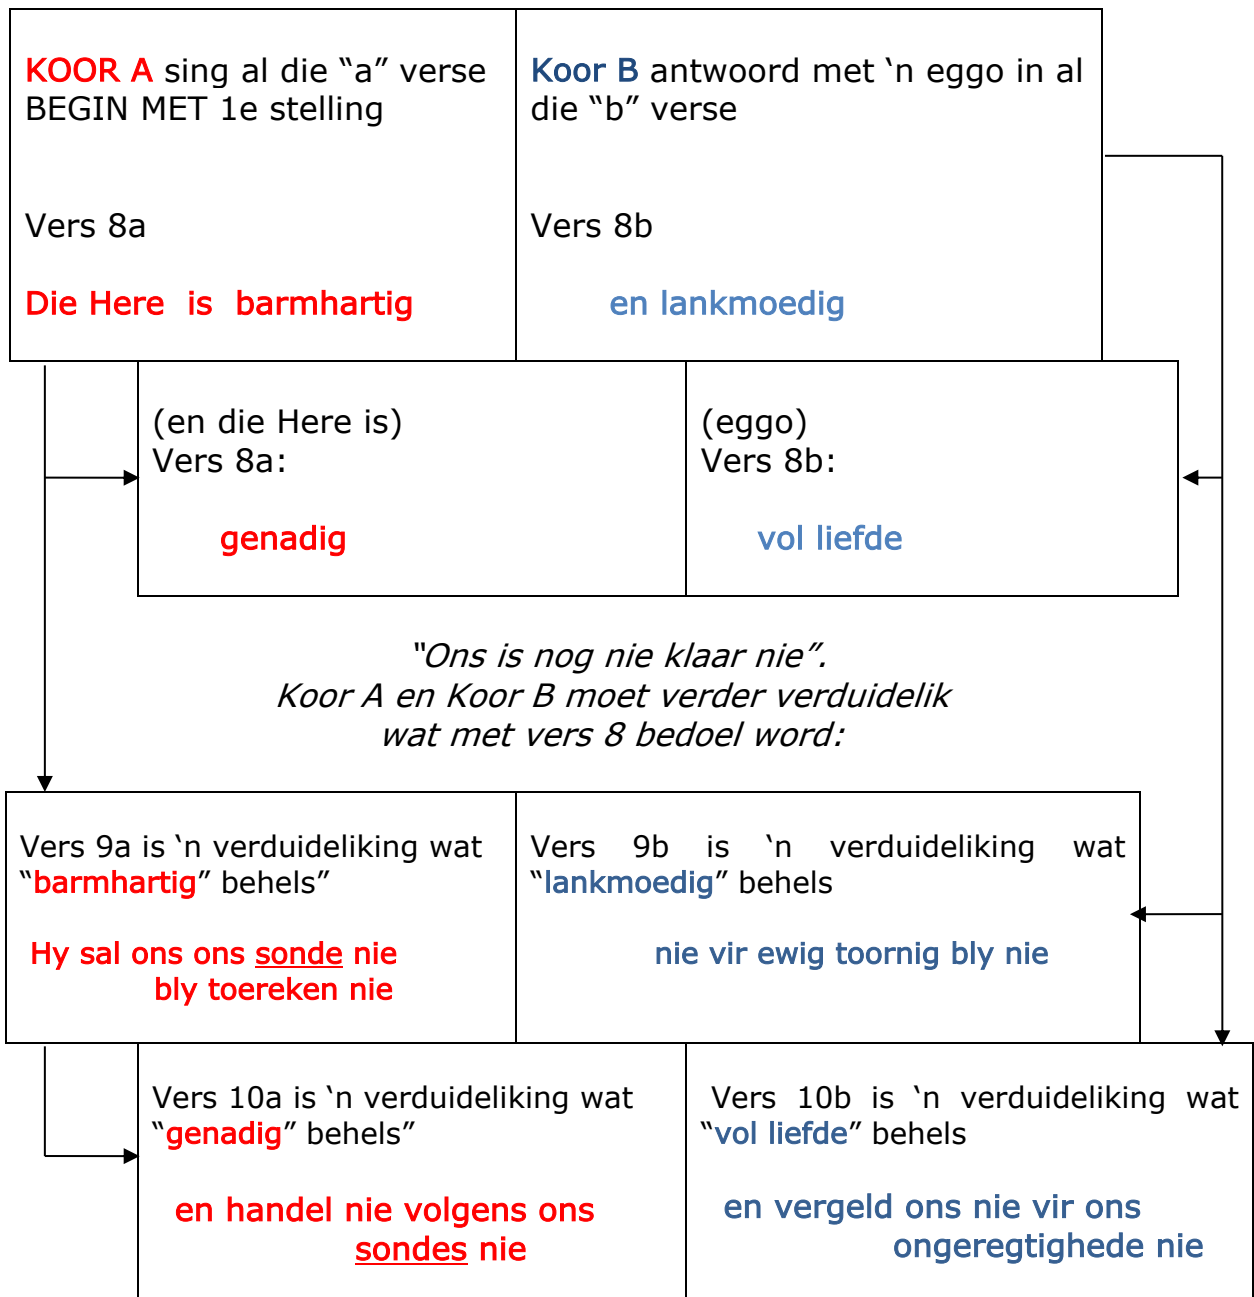 KOOR A sing al die “a” verse
BEGIN MET 1e stelling
Vers 8a
Die Here is barmhartig
Koor B antwoord met ‘n eggo in al
die “b” verse
Vers 8b
en lankmoedig
(en die Here is)
Vers 8a:
genadig
(eggo)
Vers 8b:
vol liefde
“Ons is nog nie klaar nie”.
Koor A en Koor B moet verder verduidelik
wat met vers 8 bedoel word:
Vers 9a is ‘n verduideliking wat
“barmhartig” behels”
Hy sal ons ons sonde nie
bly toereken nie
Vers 9b is ‘n verduideliking wat
“lankmoedig” behels
nie vir ewig toornig bly nie
Vers 10a is ‘n verduideliking wat
“genadig” behels”
en handel nie volgens ons
sondes nie
Vers 10b is ‘n verduideliking wat
“vol liefde” behels
en vergeld ons nie vir ons
ongeregtighede nie